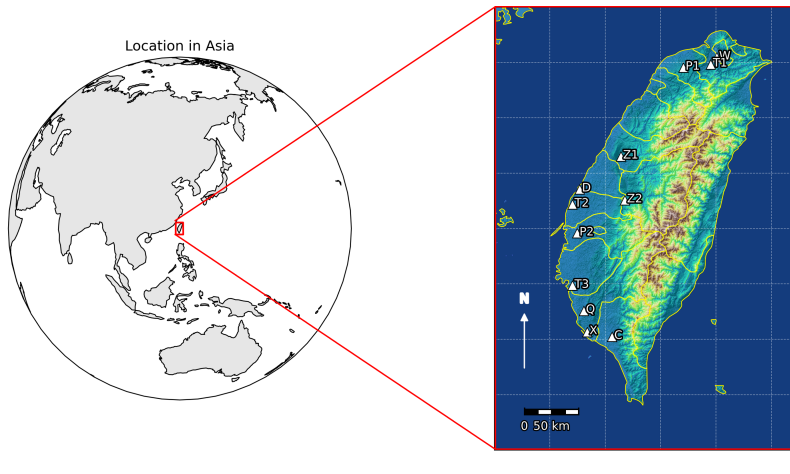 Location in Asia
W
T1
P1
Z1
D
Z2
T2
P2
T3
N
Q
X
C
0 50 km